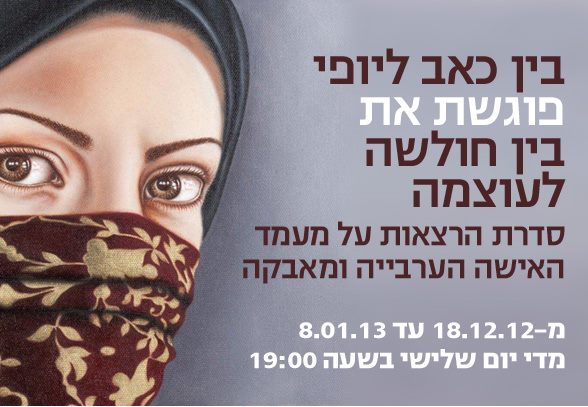 בין כאב ליופי
פוגשת את
בין חולשה
לעוצמה
סדרת הרצאות על מעמד
האישה הערבייה ומאבקה
מ–18.12.12 עד 8.01.13
מדי יום שלישי בשעה 19:00